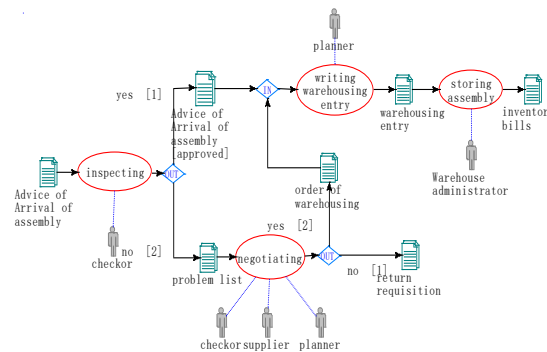 planner
yes [1]
IN
writing
warehousing
entry
storing
assembly
Advice of
Arrival of
assembly
[approved]
warehousing
entry
inventor
bills
inspecting
OUT
order of
warehousing
Warehouse
administrator
Advice of
Arrival of
assembly
no [2]
checkor
yes [2]
negotiating
OUT
problem list
no [1]
return
requisition
checkor
supplier
planner